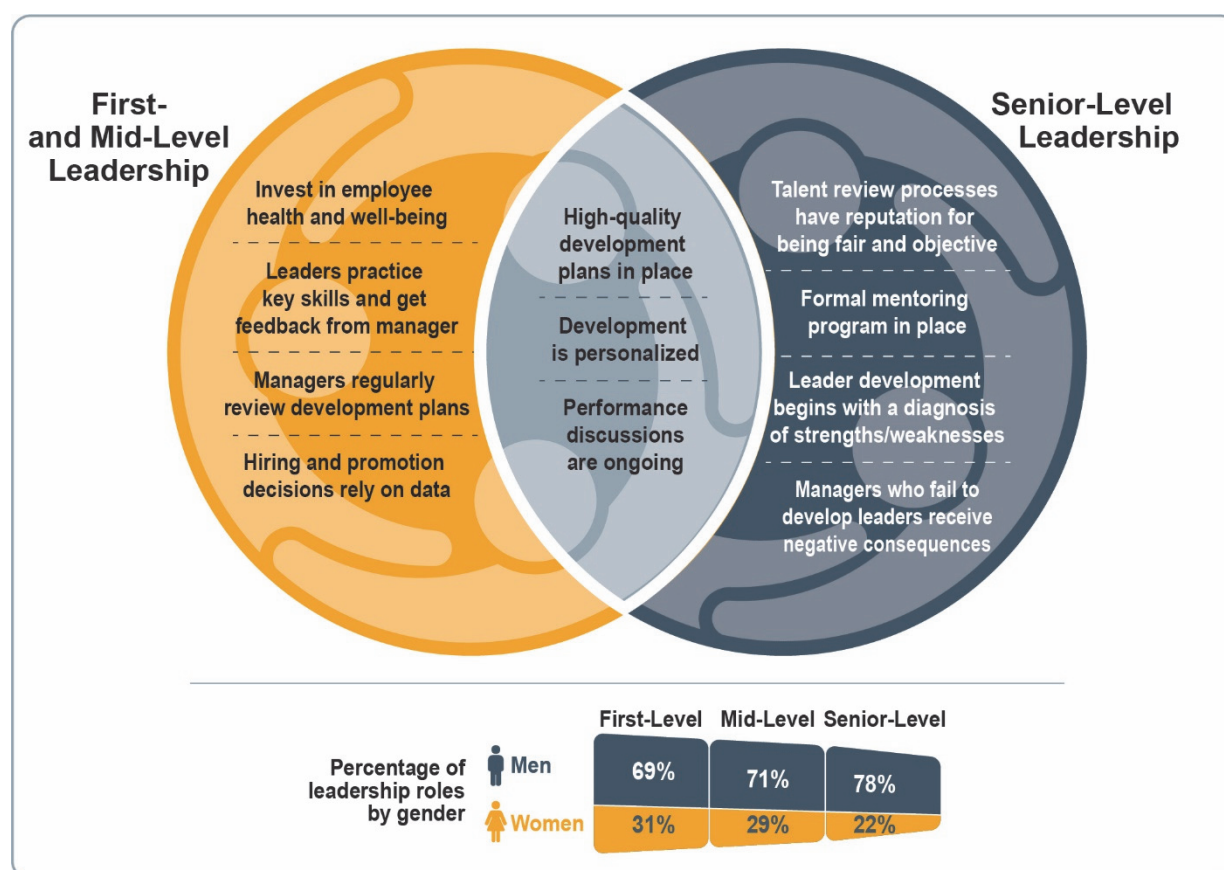 First-
and Mid-Level
Leadership
Invest in employee
health and well-being
Leaders practice
key skills and get
feedback from manager
Managers regularly
review development plans
Hiring and promotion
decisions rely on data
High-quality
development
plans in place
Development
is personalized
Performance
discussions
are ongoing
Senior-Level
Leadership
Talent review processes
have reputation for
being fair and objective
Formal mentoring
program in place
Leader development
begins with a diagnosis
of strengths/weaknesses
Managers who fail to
develop leaders receive
negative consequences
Percentage of
leadership roles
by gender
First-Level Mid-Level Senior-Level
Men 69% 71% 78%
Women 31% 29% 22%